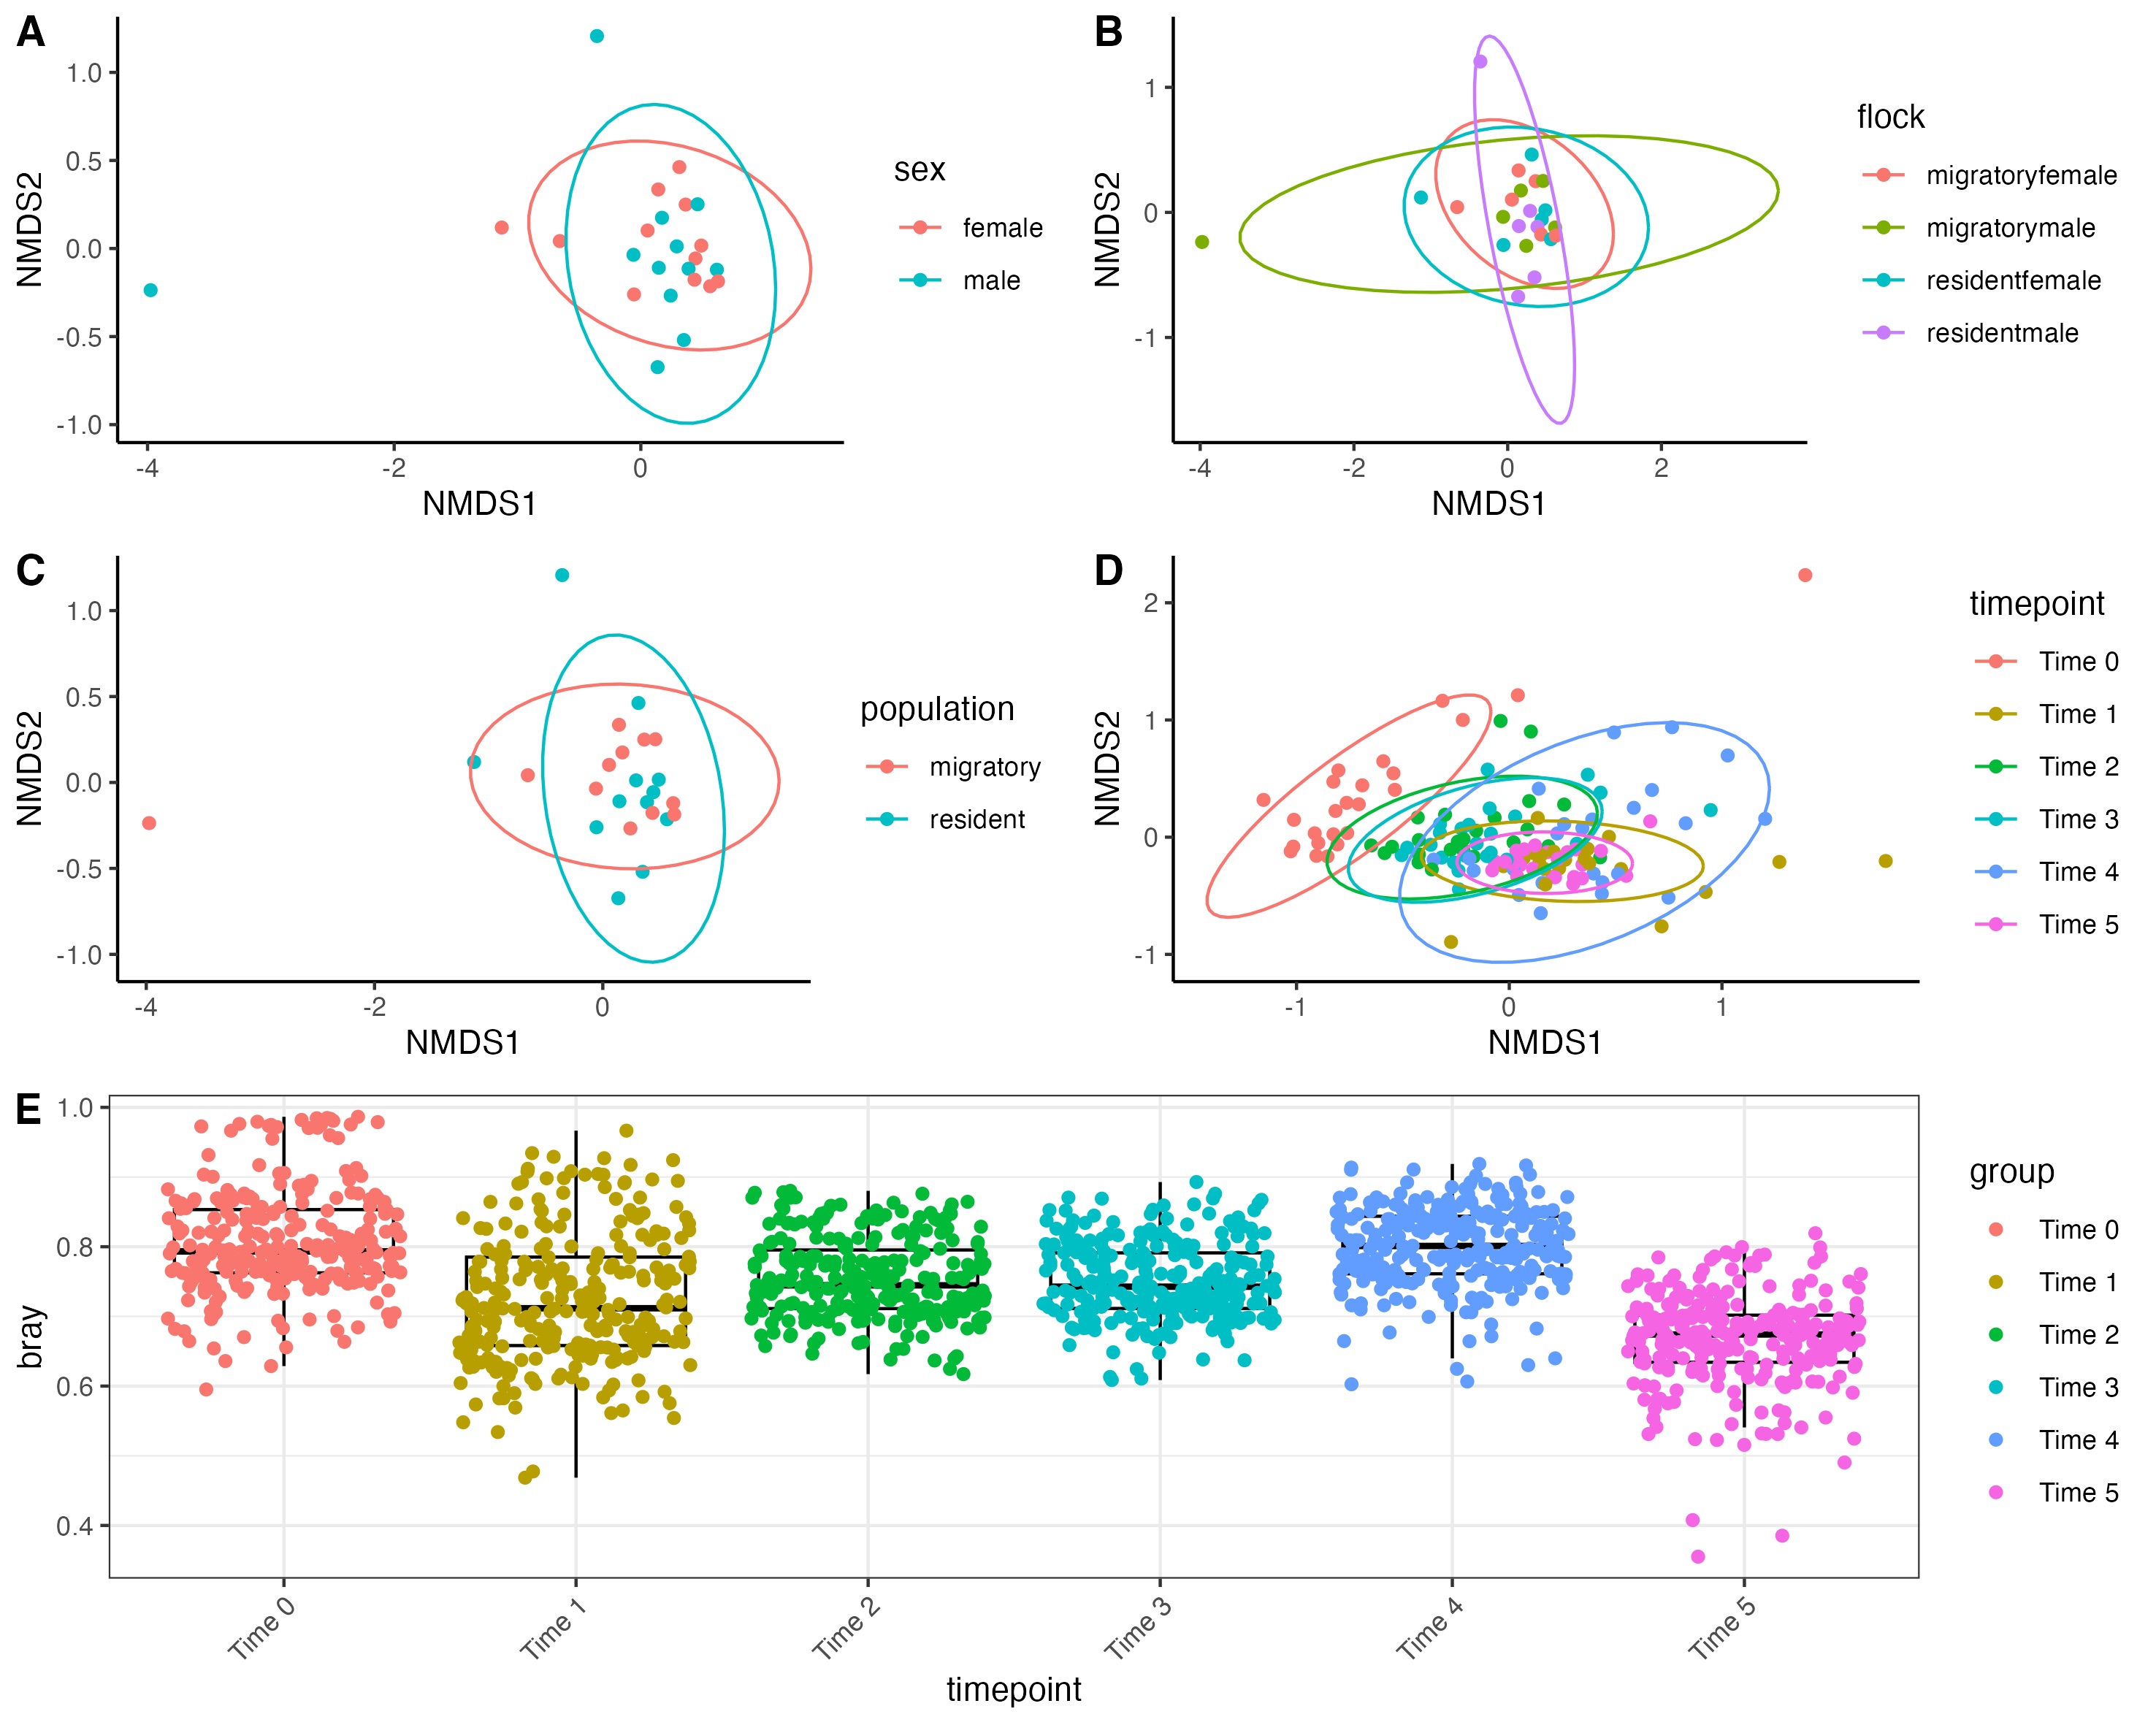 A
NMDS2
1.0
0.5
0.0
-0.5
-1.0
-4
-2
0
NMDS1
sex
female
male
B
NMDS2
1
0
-1
-4
-2
0
2
NMDS1
flock
migratoryfemale
migratorymale
residentfemale
residentmale
C
NMDS2
1.0
0.5
0.0
-0.5
-1.0
-4
-2
0
NMDS1
population
migratory
resident
D
NMDS2
2
1
0
-1
-1
0
1
NMDS1
timepoint
Time 0
Time 1
Time 2
Time 3
Time 4
Time 5
E
bray
1.0
0.8
0.6
0.4
Time 0
Time 1
Time 2
Time 3
Time 4
Time 5
timepoint
group
Time 0
Time 1
Time 2
Time 3
Time 4
Time 5